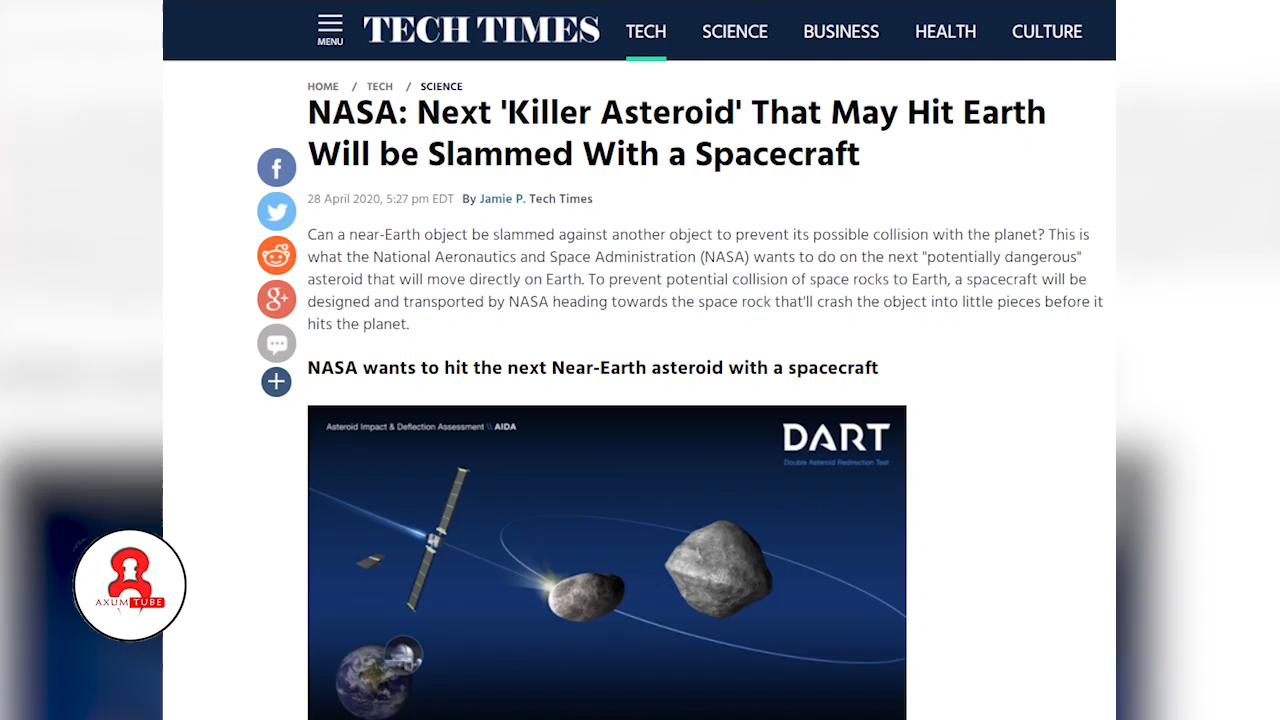 MENU
TECH TIMES
TECH
SCIENCE
BUSINESS
HEALTH
CULTURE
HOME / TECH / SCIENCE
NASA: Next 'Killer Asteroid' That May Hit Earth
Will be Slammed With a Spacecraft
28 April 2020, 5:27 pm EDT By Jamie P. Tech Times
Can a near-Earth object be slammed against another object to prevent its possible collision with the planet? This is
what the National Aeronautics and Space Administration (NASA) wants to do on the next "potentially dangerous"
asteroid that will move directly on Earth. To prevent potential collision of space rocks to Earth, a spacecraft will be
designed and transported by NASA heading towards the space rock that'll crash the object into little pieces before it
hits the planet.
NASA wants to hit the next Near-Earth asteroid with a spacecraft
Asteroid Impact & Deflection Assessment \\ AIDA
DART
Double Asteroid Redirection Test
AXUM TUBE